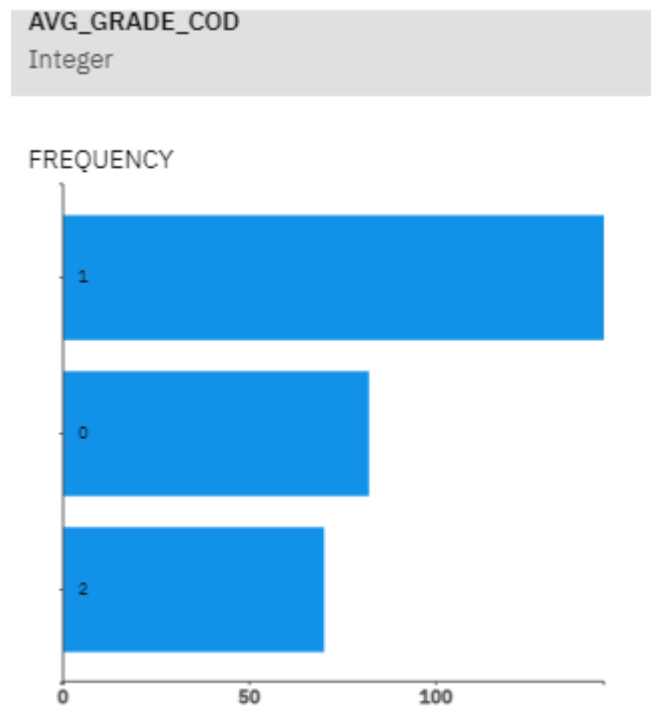 AVG_GRADE_COD
Integer
FREQUENCY
1
0
2
0 50 100